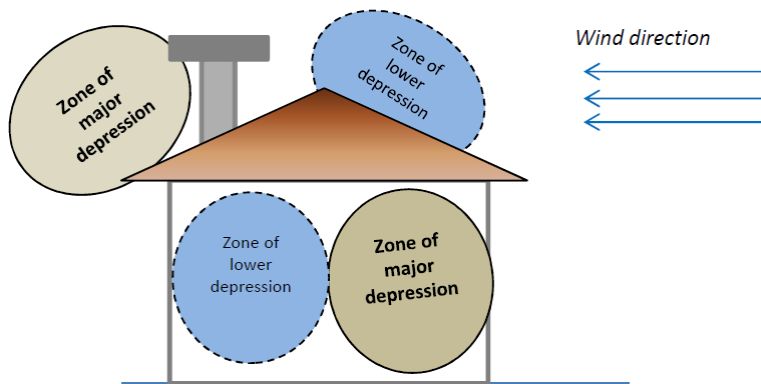 Zone of
major
depression
Zone of
lower
depression
Wind direction
Zone of
lower
depression
Zone of
major
depression